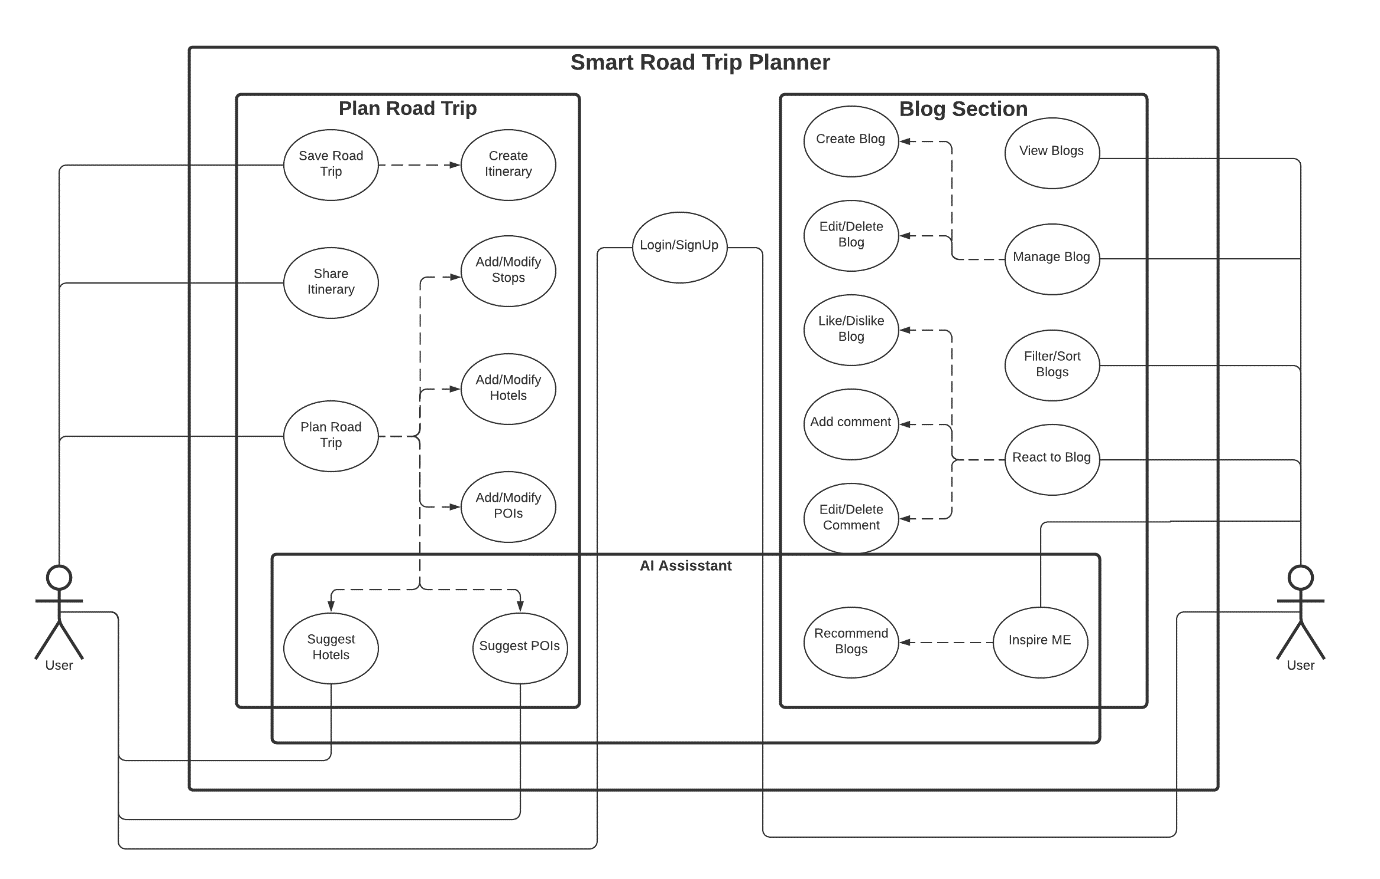 Smart Road Trip Planner
Plan Road Trip
Save Road
Trip
Create
Itinerary
Share
Itinerary
Add/Modify
Stops
Add/Modify
Hotels
Plan Road
Trip
Add/Modify
POIs
Login/SignUp
Blog Section
Create Blog
View Blogs
Edit/Delete
Blog
Manage Blog
Like/Dislike
Blog
Filter/Sort
Blogs
Add comment
React to Blog
Edit/Delete
Comment
AI Assisstant
Suggest
Hotels
Suggest POIs
Recommend
Blogs
Inspire ME
User
User